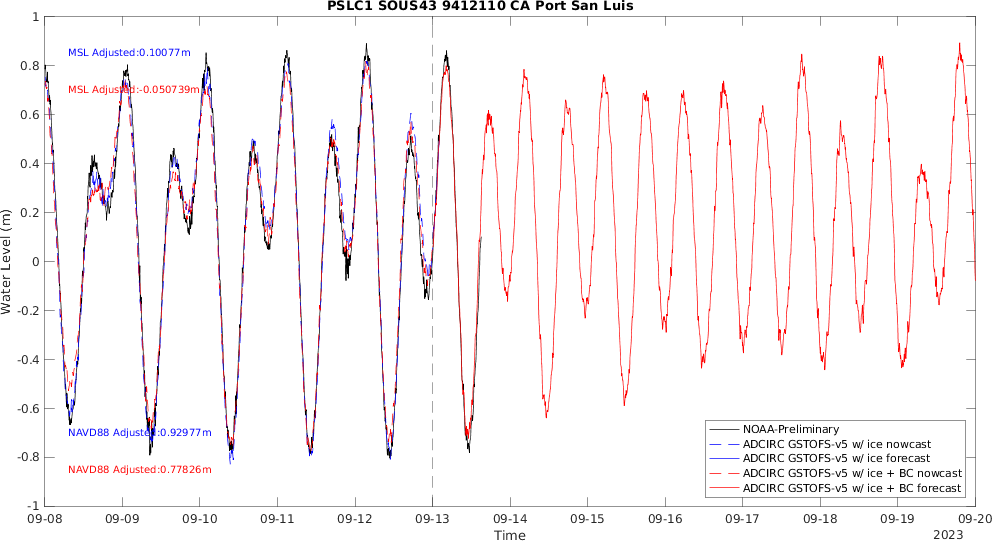 PSLC1 SOUS43 9412110 CA Port San Luis
1
0.8
0.6
0.4
0.2
0
-0.2
-0.4
-0.6
-0.8
-1
Water Level (m)
MSL Adjusted:0.10077m
MSL Adjusted:-0.050739m
NAVD88 Adjusted:0.92977m
NAVD88 Adjusted:0.77826m
NOAA-Preliminary
ADCIRC GSTOFS-v5 w/ ice nowcast
ADCIRC GSTOFS-v5 w/ ice forecast
ADCIRC GSTOFS-v5 w/ ice + BC nowcast
ADCIRC GSTOFS-v5 w/ ice + BC forecast
09-08 09-09 09-10 09-11 09-12 09-13 09-14 09-15 09-16 09-17 09-18 09-19 09-20
Time
2023